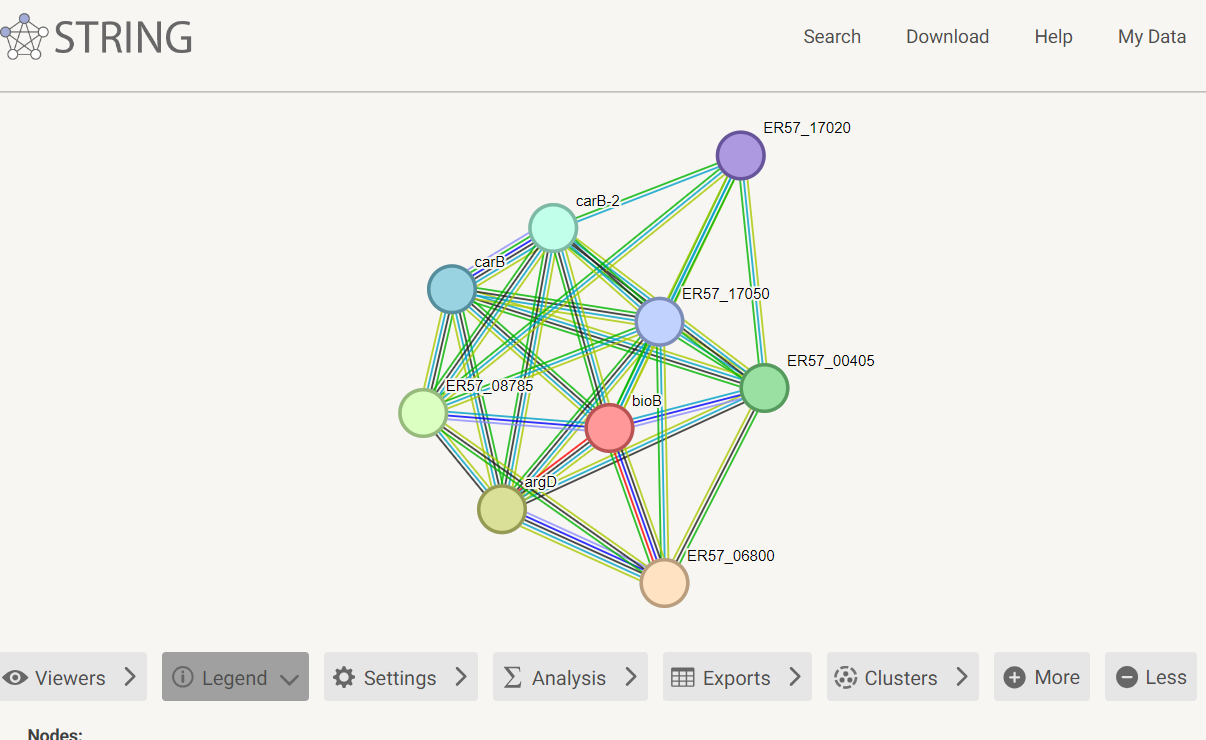 STRING
Search Download Help My Data
ER57_17020
carB-2
carB
ER57_17050
ER57_00405
ER57_08785
bioB
argD
ER57_06800
Viewers Legend Settings Analysis Exports Clusters More Less
Nodes: